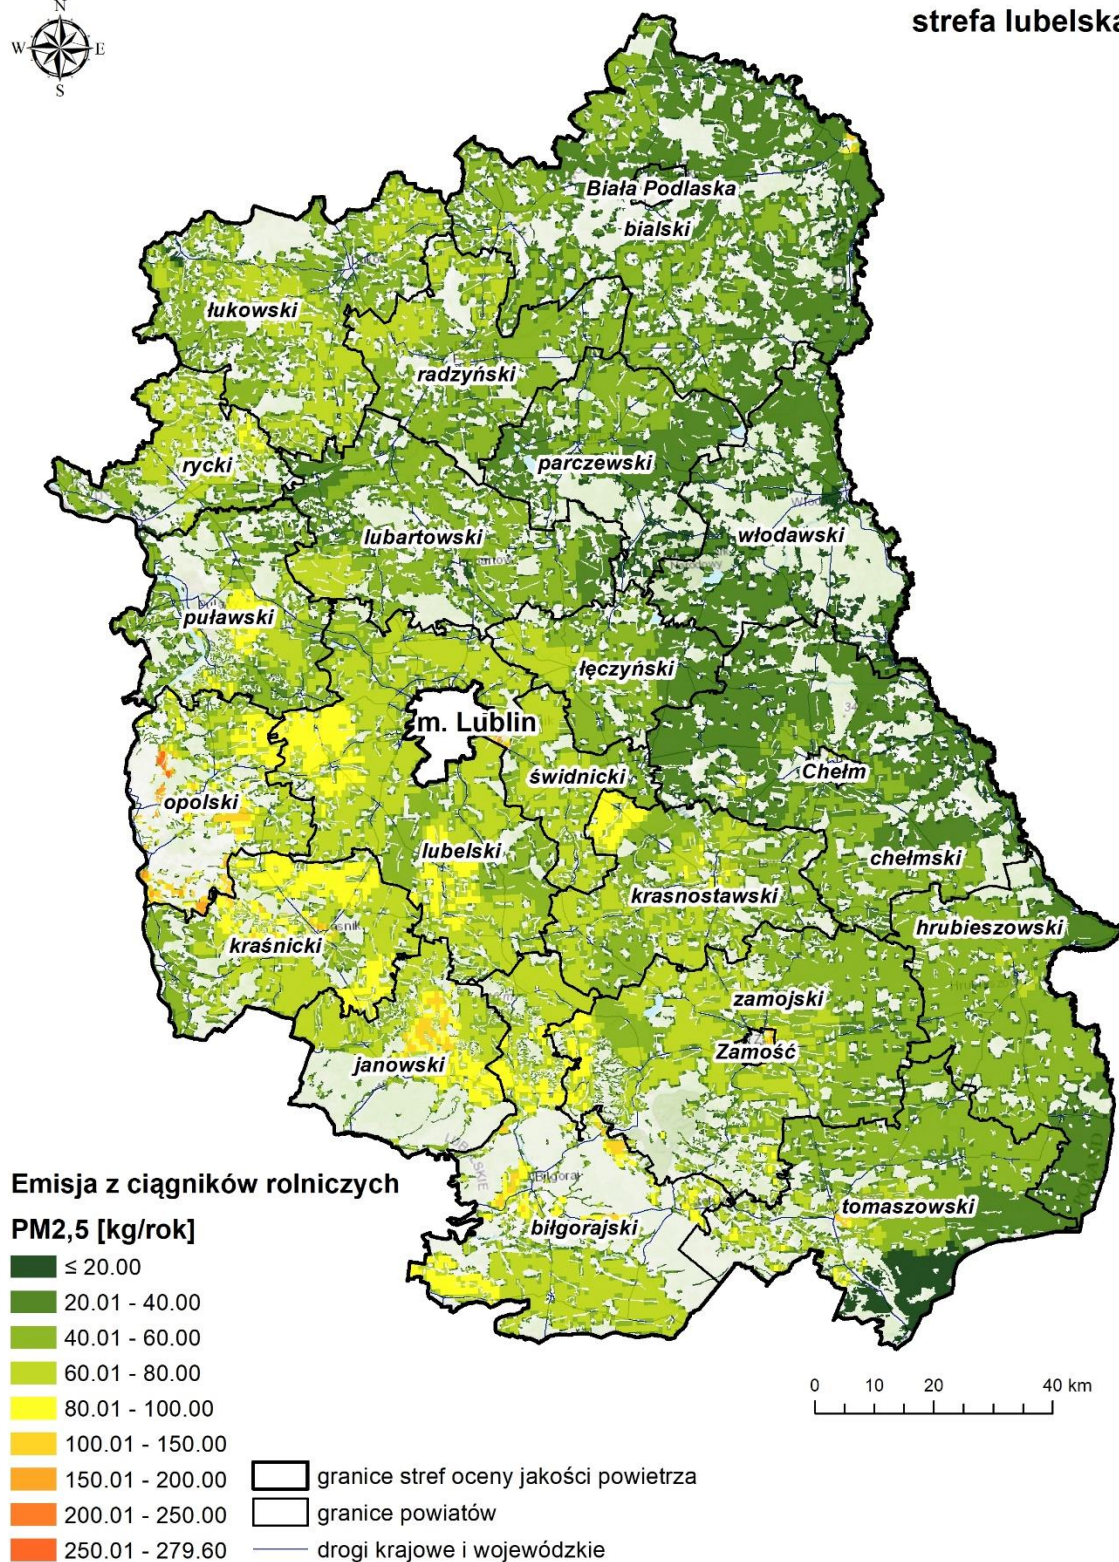 N
W E
S
strefa lubelska
Biała Podlaska
bialski
łukowski
radzyński
rycki
parczewski
lubartowski
włodawski
puławski
łęczyński
m. Lublin
świdnicki
Chełm
opolski
lubelski
chełmski
krasnostawski
hrubieszowski
kraśnicki
zamojski
Zamość
janowski
Biłgoraj
tomaszowski
biłgorajski
Emisja z ciągników rolniczych
PM2,5 [kg/rok]
≤ 20.00
20.01 - 40.00
40.01 - 60.00
60.01 - 80.00
80.01 - 100.00
100.01 - 150.00
150.01 - 200.00
200.01 - 250.00
250.01 - 279.60
0 10 20 40 km
granice stref oceny jakości powietrza
granice powiatów
drogi krajowe i wojewódzkie